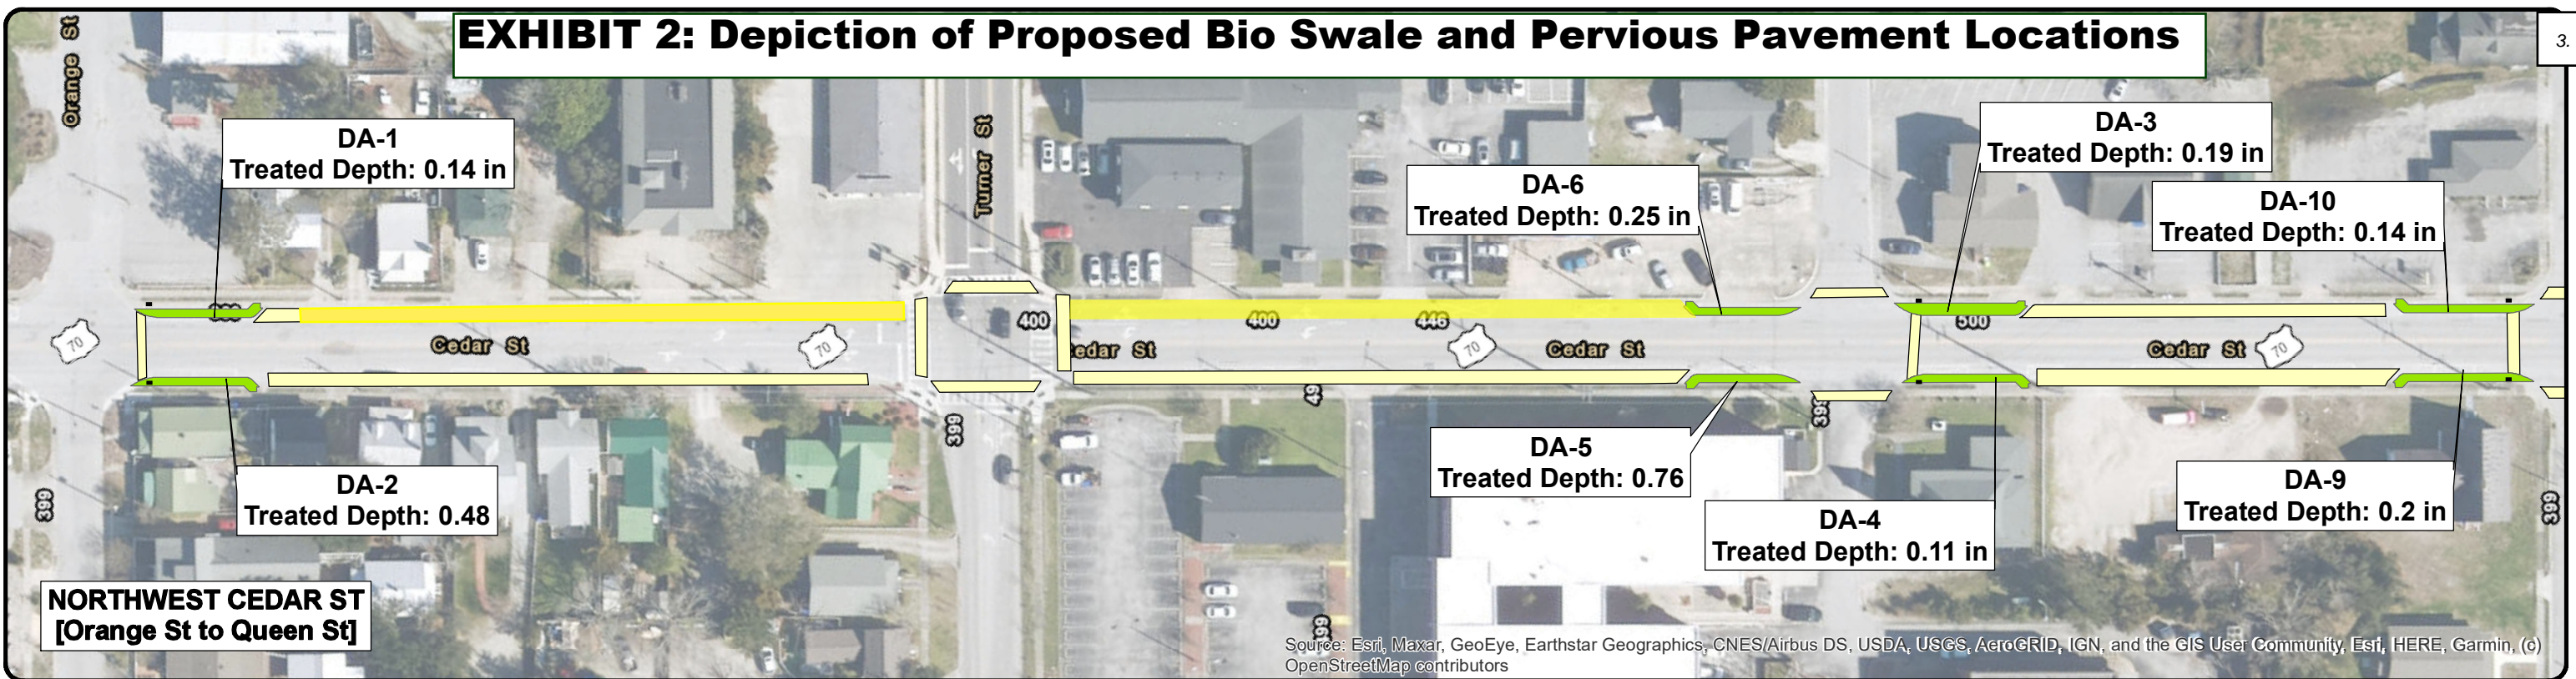 EXHIBIT 2: Depiction of Proposed Bio Swale and Pervious Pavement Locations
3.
Orange St
Turner St
DA-1
Treated Depth: 0.14 in
DA-6
Treated Depth: 0.25 in
DA-3
Treated Depth: 0.19 in
DA-10
Treated Depth: 0.14 in
400
400
446
500
70
Cedar St
70
edar St
70
Cedar St
Cedar St
70
49
399
399
399
399
DA-2
Treated Depth: 0.48
DA-5
Treated Depth: 0.76
DA-4
Treated Depth: 0.11 in
DA-9
Treated Depth: 0.2 in
NORTHWEST CEDAR ST
[Orange St to Queen St]
Source: Esri, Maxar, GeoEye, Earthstar Geographics, CNES/Airbus DS, USDA, USGS, AeroGRID, IGN, and the GIS User Community, Esri, HERE, Garmin, (c)
OpenStreetMap contributors